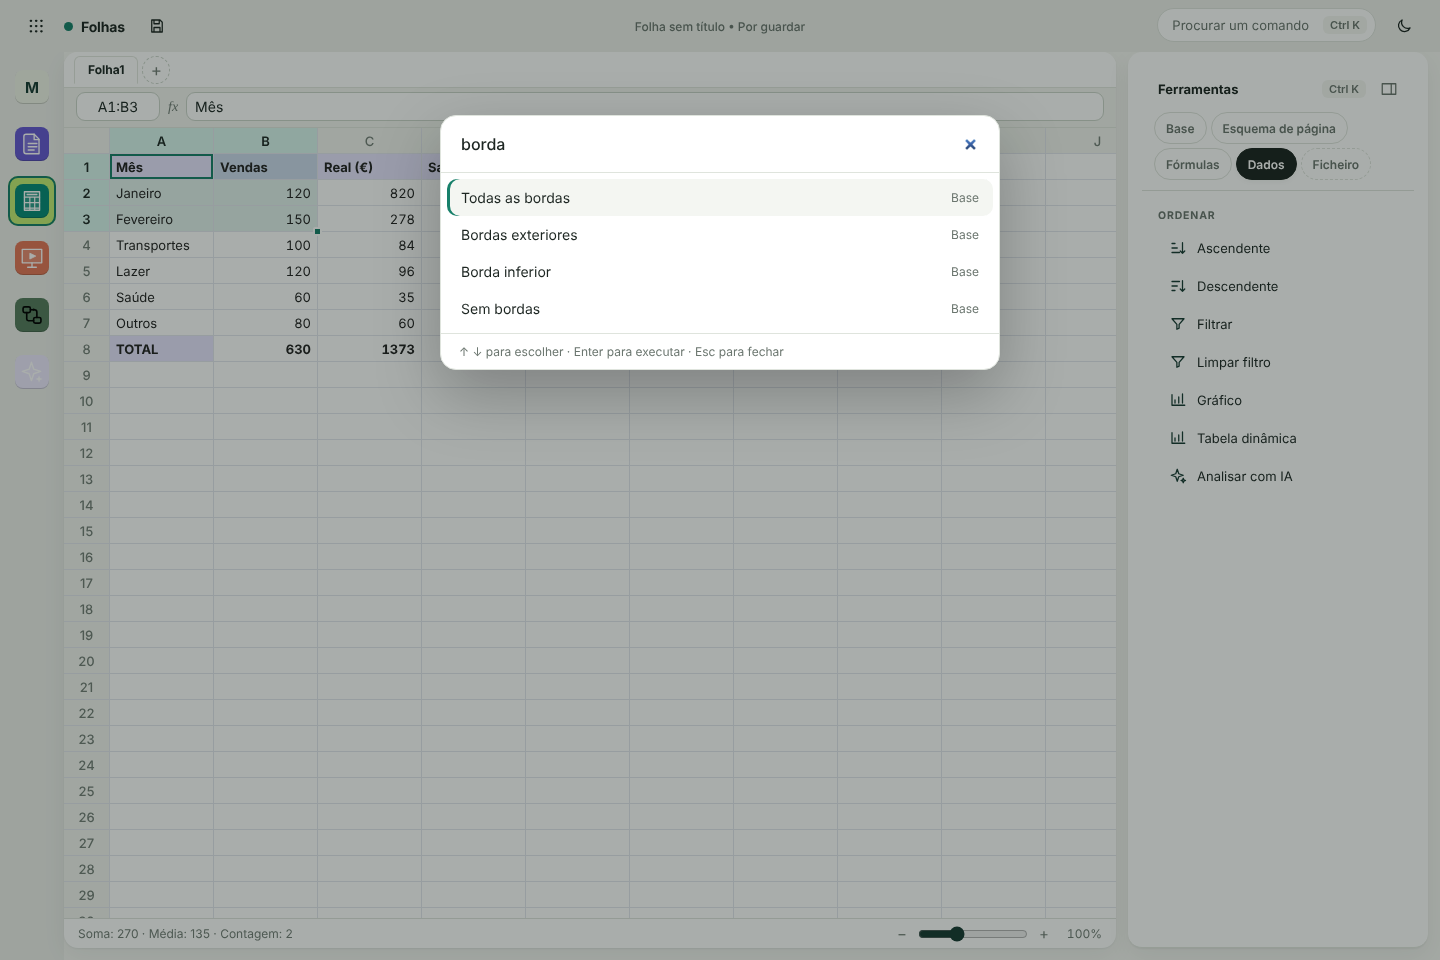 Folhas
Folha sem título • Por guardar
Procurar um comando Ctrl K
M
Folha1 +
A1:B3 fx Mês
borda
Todas as bordas Base
Bordas exteriores Base
Borda inferior Base
Sem bordas Base
↑ ↓ para escolher · Enter para executar · Esc para fechar
A B C J
1 Mês Vendas Real (€) Sa
2 Janeiro 120 820
3 Fevereiro 150 278
4 Transportes 100 84
5 Lazer 120 96
6 Saúde 60 35
7 Outros 80 60
8 TOTAL 630 1373
9
10
11
12
13
14
15
16
17
18
19
20
21
22
23
24
25
26
27
28
29
Soma: 270 · Média: 135 · Contagem: 2
− + 100%
Ferramentas Ctrl K
Base Esquema de página
Fórmulas Dados Ficheiro
ORDENAR
Ascendente
Descendente
Filtrar
Limpar filtro
Gráfico
Tabela dinâmica
Analisar com IA